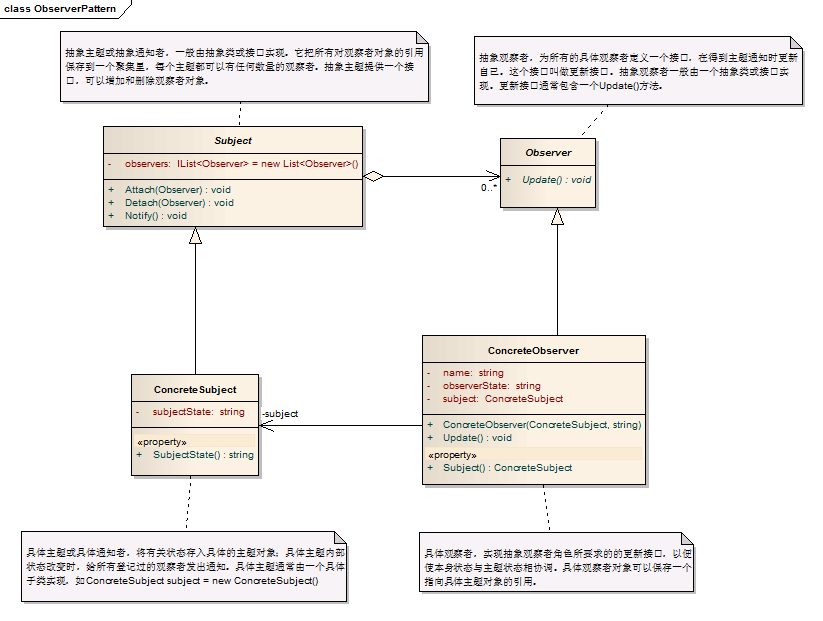 class ObserverPattern
抽象主题或抽象通知者，一般由抽象类或接口实现。它把所有对观察者对象的引用
保存到一个聚集里，每个主题都可以有任何数量的观察者。抽象主题提供一个接
口，可以增加和删除观察者对象。
抽象观察者，为所有的具体观察者定义一个接口，在得到主题通知时更新
自己。这个接口叫做更新接口。抽象观察者一般由一个抽象类或接口实
现。更新接口通常包含一个Update()方法。
Subject
- observers: IList<Observer> = new List<Observer>()
+ Attach(Observer) : void
+ Detach(Observer) : void
+ Notify() : void
0..*
Observer
+ Update() : void
ConcreteSubject
- subjectState: string
«property»
+ SubjectState() : string
-subject
ConcreteObserver
- name: string
- observerState: string
- subject: ConcreteSubject
+ ConcreteObserver(ConcreteSubject, string)
+ Update() : void
«property»
+ Subject() : ConcreteSubject
具体主题或具体通知者，将有关状态存入具体的主题对象；具体主题内部
状态改变时，给所有登记过的观察者发出通知。具体主题通常由一个具体
子类实现，如ConcreteSubject subject = new ConcreteSubject()
具体观察者，实现抽象观察者角色所要求的的更新接口，以便
使本身状态与主题状态相协调。具体观察者对象可以保存一个
指向具体主题对象的引用。